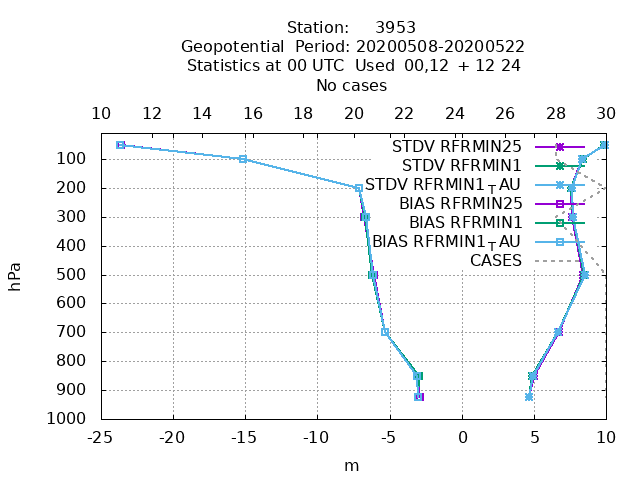 Station:     3953
Geopotential  Period: 20200508-20200522
Statistics at 00 UTC  Used  00,12  + 12 24
No cases
10 12 14 16 18 20 22 24 26 28 30
STDV RFRMIN25
STDV RFRMIN1
STDV RFRMIN1TAU
BIAS RFRMIN25
BIAS RFRMIN1
BIAS RFRMIN1TAU
CASES
hPa
100
200
300
400
500
600
700
800
900
1000
-25 -20 -15 -10 -5 0 5 10
m